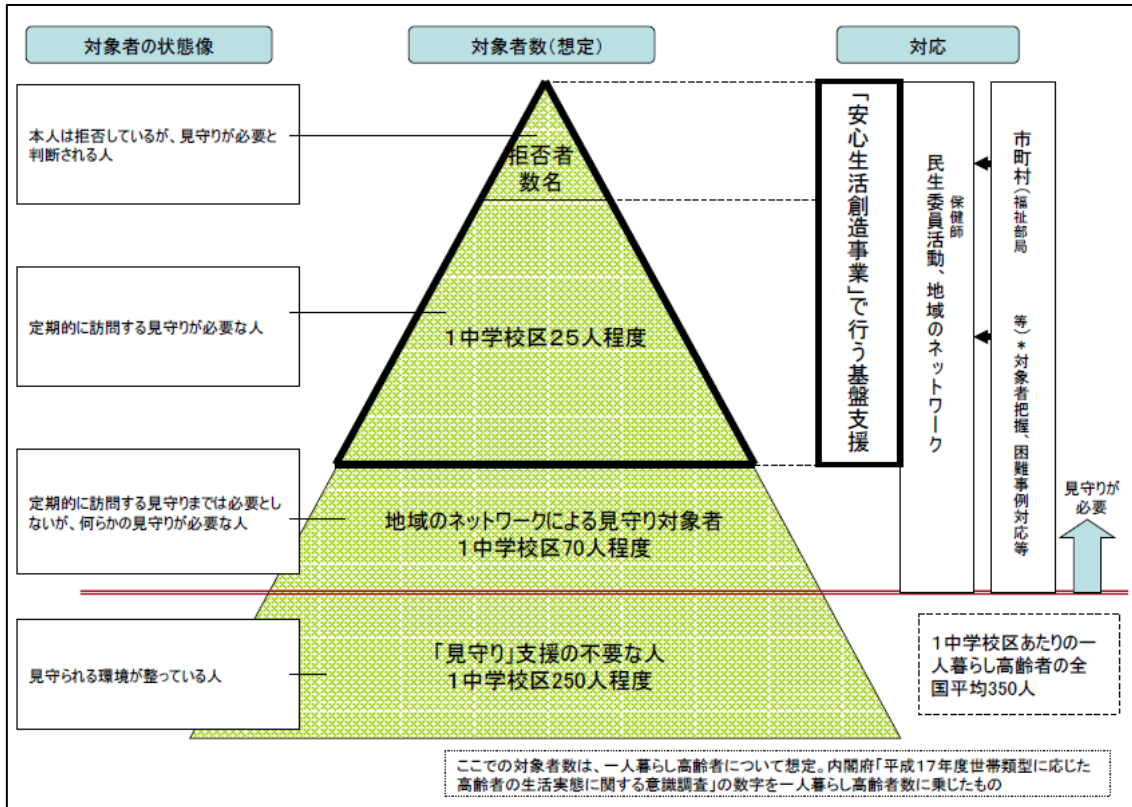 対象者の状態像
対象者数(想定)
対応
本人は拒否しているが、見守りが必要と
判断される人
定期的に訪問する見守りが必要な人
定期的に訪問する見守りまでは必要とし
ないが、何らかの見守りが必要な人
見守られる環境が整っている人
拒否者
数名
1中学校区25人程度
地域のネットワークによる見守り対象者
1中学校区70人程度
「見守り」支援の不要な人
1中学校区250人程度
「安心生活創造事業」で行う基盤支援
保健師
民生委員活動、地域のネットワーク
市町村(福祉部局 等)*対象者把握、困難事例対応等
見守りが
必要
1中学校区あたりの一
人暮らし高齢者の全
国平均350人
ここでの対象者数は、一人暮らし高齢者について想定。内閣府「平成17年度世帯類型に応じた
高齢者の生活実態に関する意識調査」の数字を一人暮らし高齢者数に乗じたもの